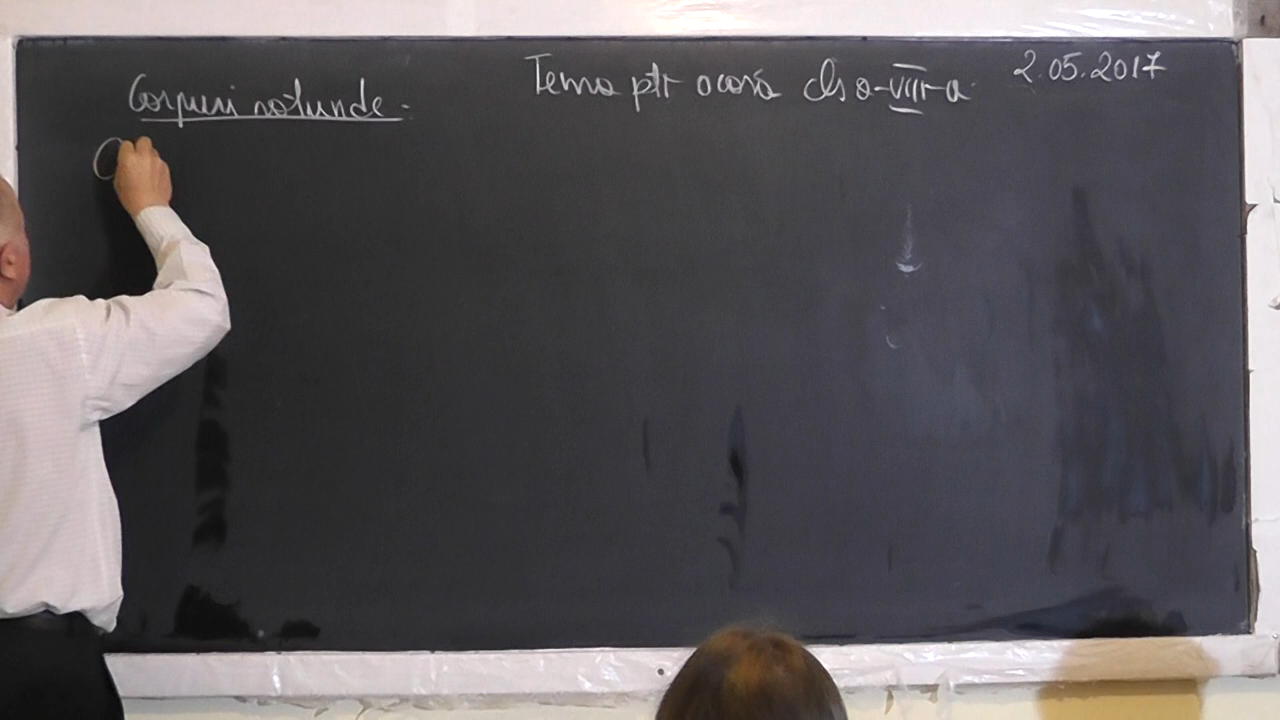 Corpuri rotunde.
Tema ptr acasă cls a-VIII-a
2.05.2017